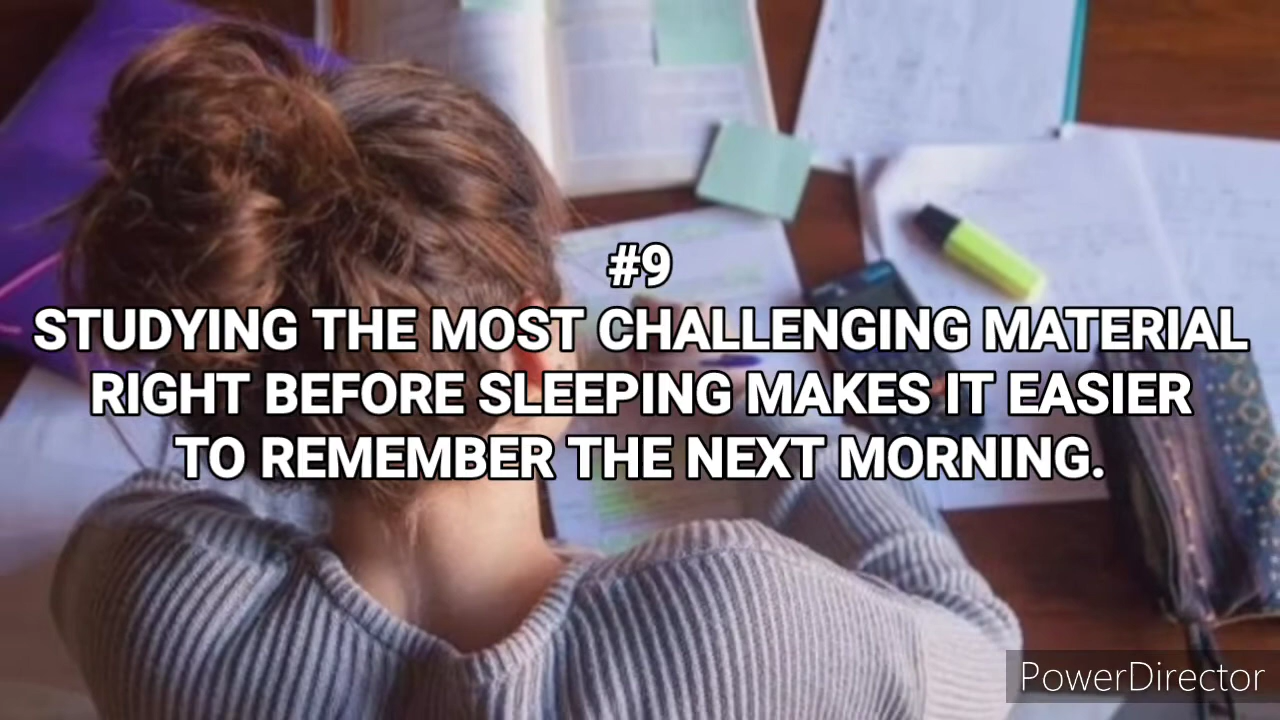 #9
STUDYING THE MOST CHALLENGING MATERIAL
RIGHT BEFORE SLEEPING MAKES IT EASIER
TO REMEMBER THE NEXT MORNING.
PowerDirector